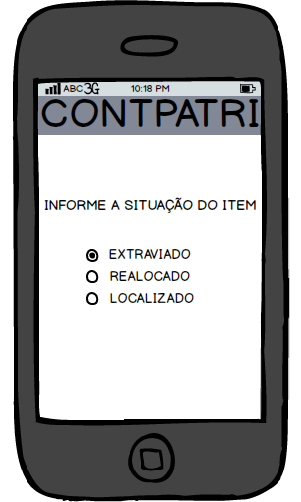 ABC 3G 10:18 PM
CONTPATRI
INFORME A SITUAÇÃO DO ITEM
EXTRAVIADO
REALOCADO
LOCALIZADO